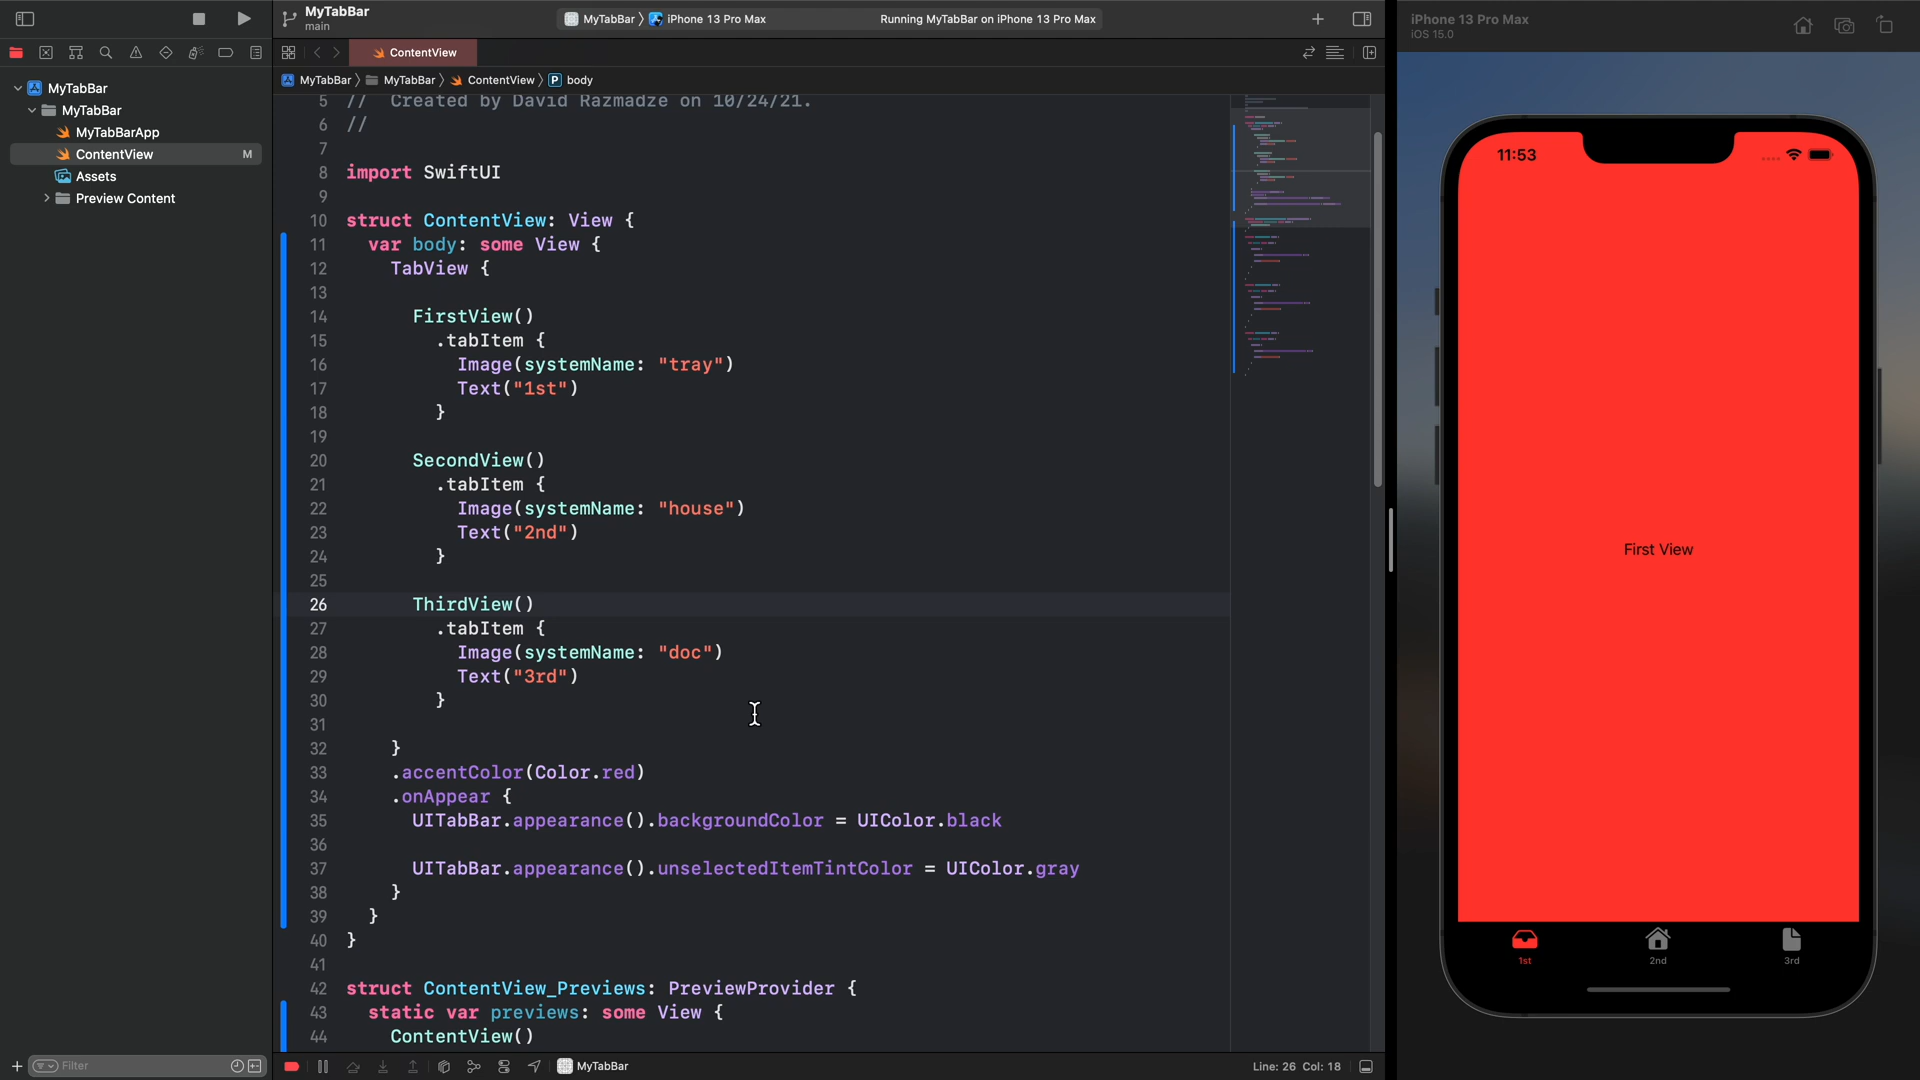 MyTabBar
main
MyTabBar 〉 iPhone 13 Pro Max
Running MyTabBar on iPhone 13 Pro Max
ContentView
MyTabBar 〉 MyTabBar 〉 ContentView 〉 P body
MyTabBar
MyTabBar
MyTabBarApp
ContentView M
Assets
Preview Content
5 //  Created by David Razmadze on 10/24/21.
6 //
7
8 import SwiftUI
9
10 struct ContentView: View {
11   var body: some View {
12     TabView {
13
14       FirstView()
15         .tabItem {
16           Image(systemName: "tray")
17           Text("1st")
18         }
19
20       SecondView()
21         .tabItem {
22           Image(systemName: "house")
23           Text("2nd")
24         }
25
26       ThirdView()
27         .tabItem {
28           Image(systemName: "doc")
29           Text("3rd")
30         }
31
32     }
33     .accentColor(Color.red)
34     .onAppear {
35       UITabBar.appearance().backgroundColor = UIColor.black
36
37       UITabBar.appearance().unselectedItemTintColor = UIColor.gray
38     }
39   }
40 }
41
42 struct ContentView_Previews: PreviewProvider {
43   static var previews: some View {
44     ContentView()
Filter
MyTabBar
Line: 26 Col: 18
iPhone 13 Pro Max
iOS 15.0
11:53
First View
1st
2nd
3rd